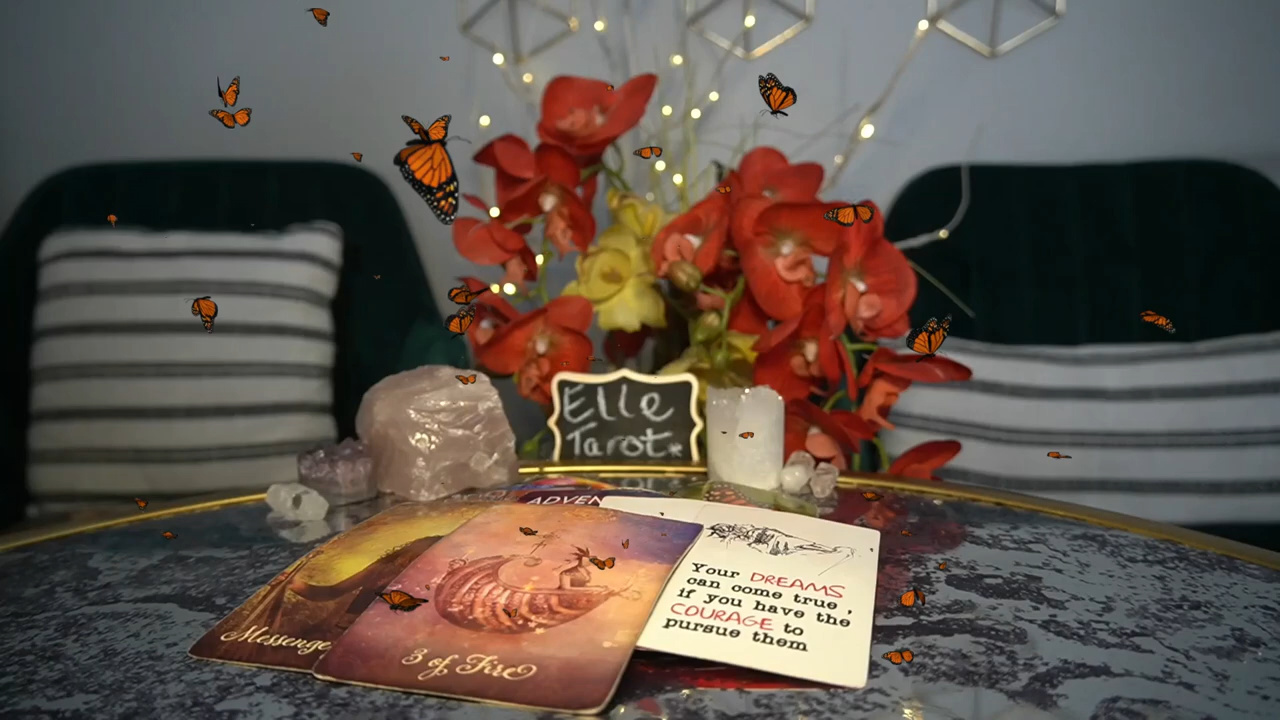 Elle
Tarot*
ADVEN
Your DREAMS
can come true,
if you have the
COURAGE to
pursue them
Messenge
3 of Fire